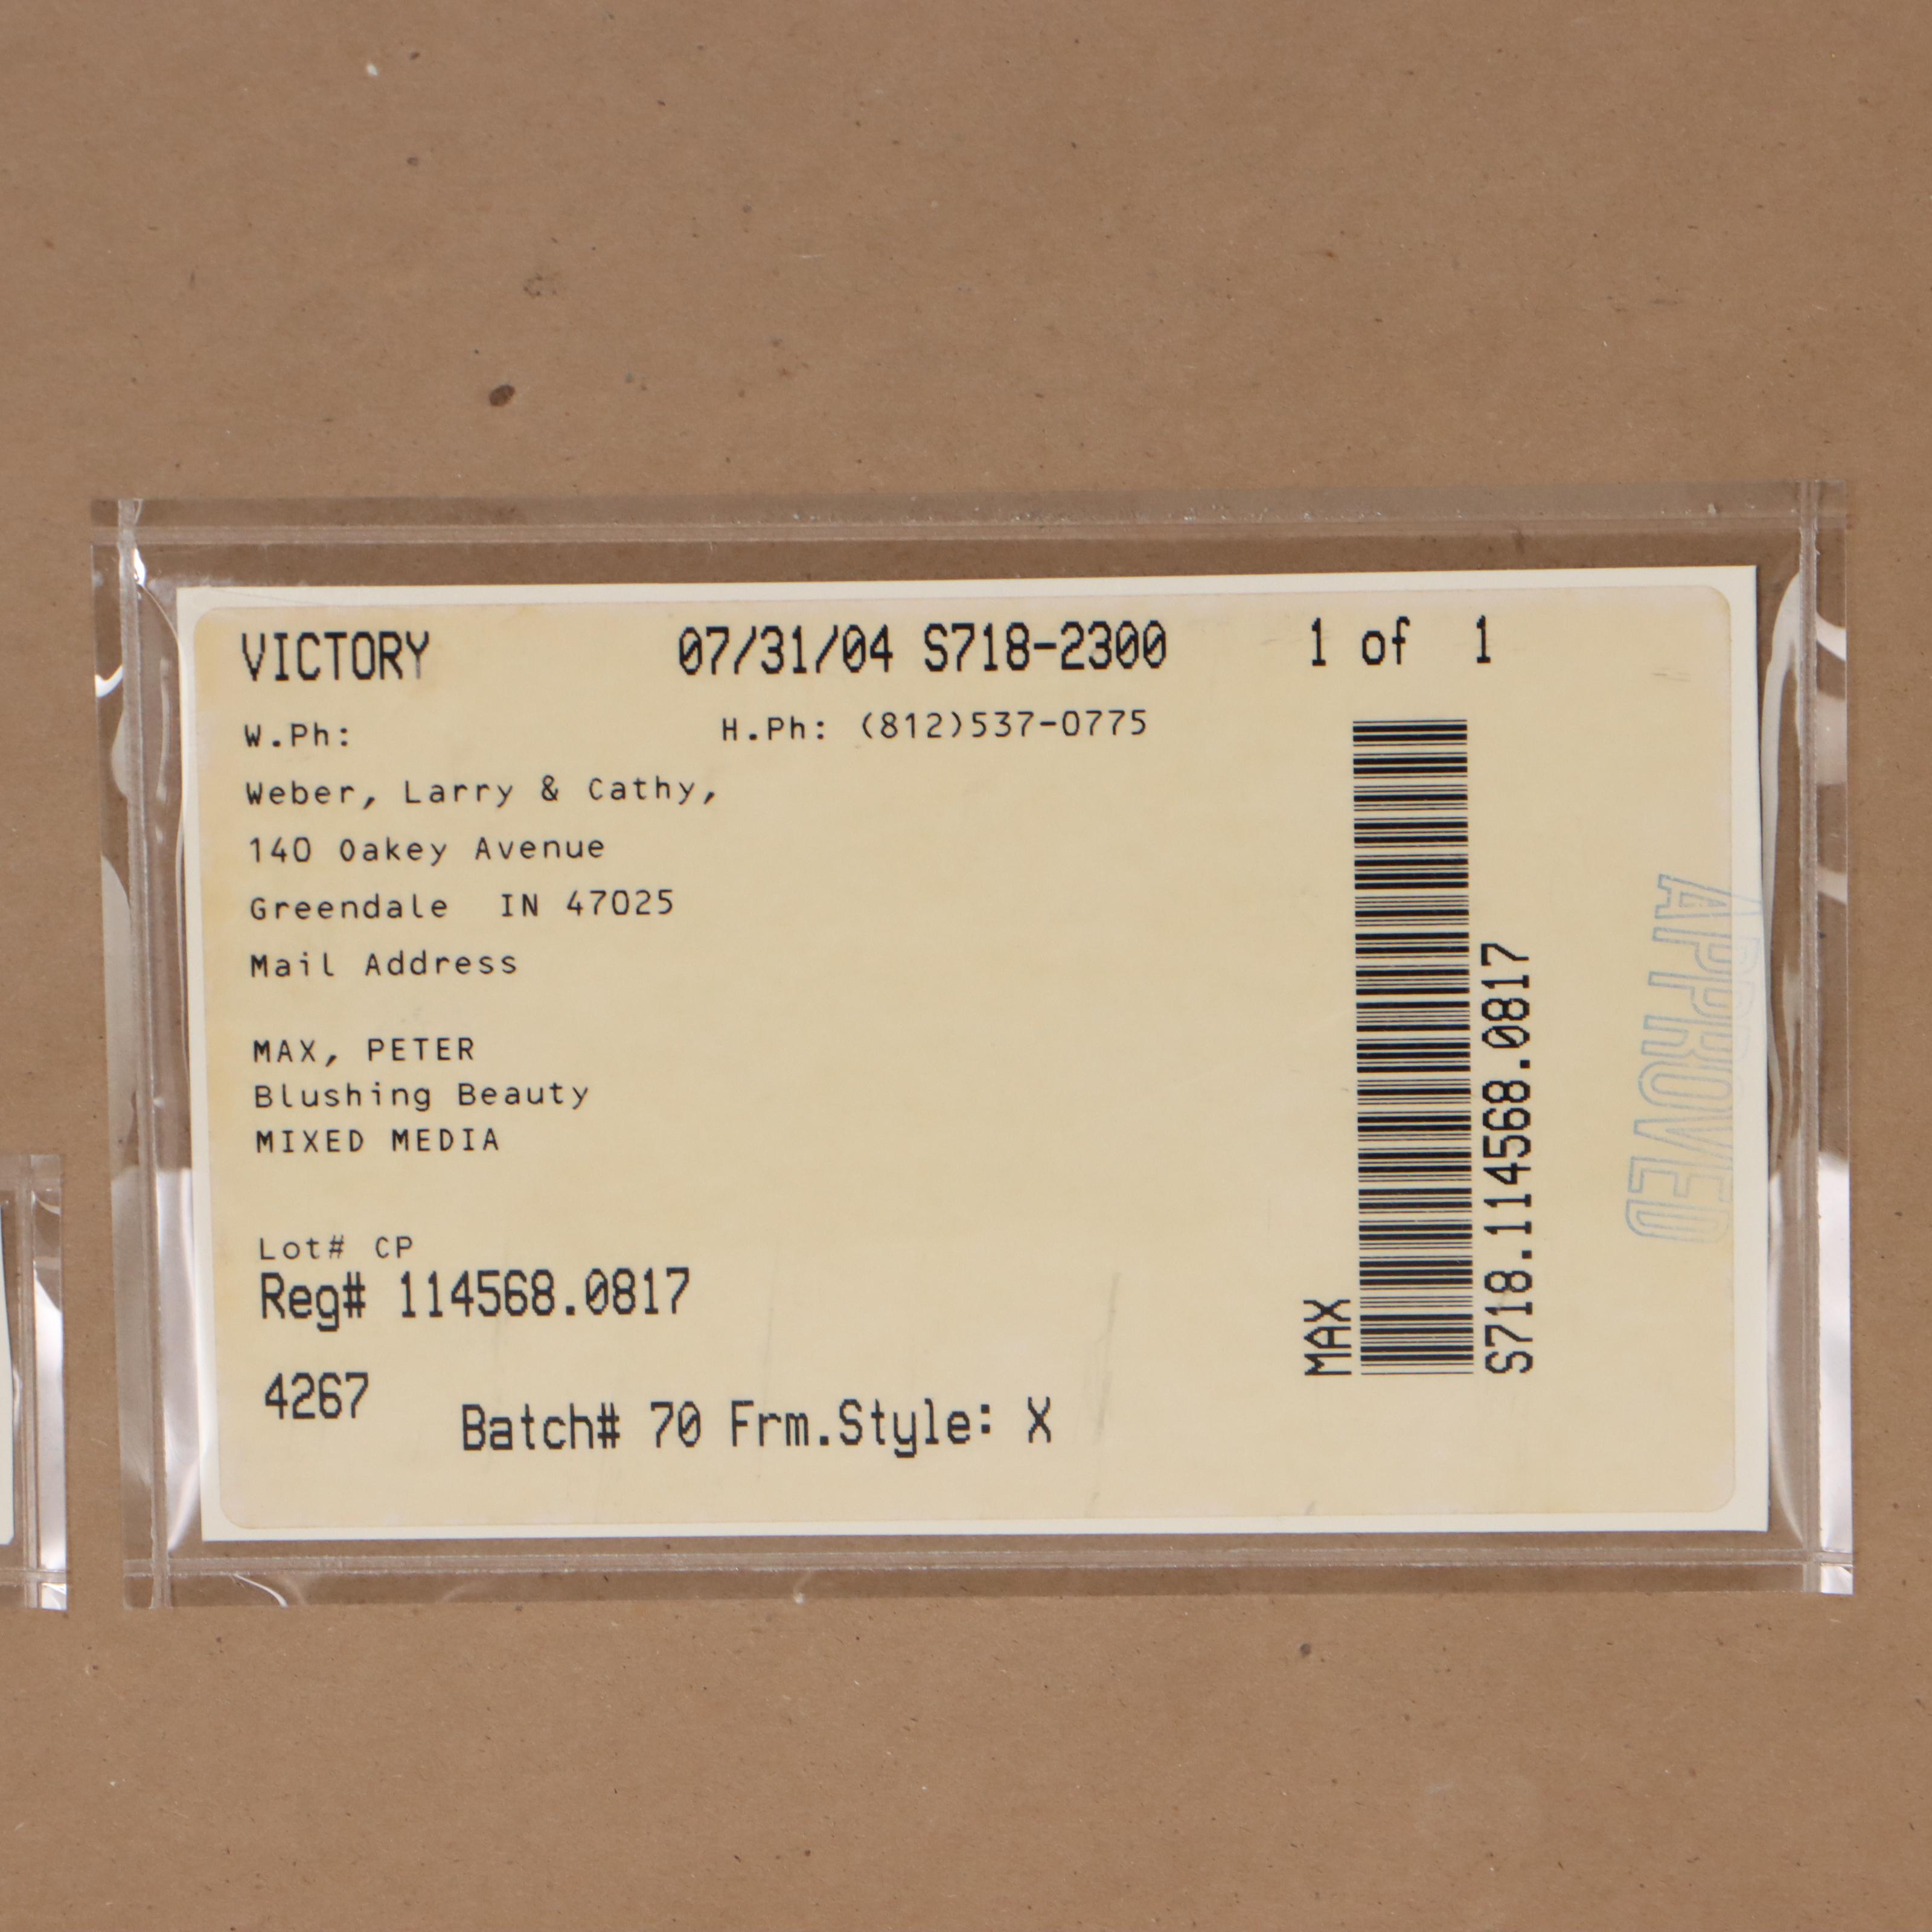 VICTORY 07/31/04 S718-2300 1 of 1
W.Ph: H.Ph: (812)537-0775
Weber, Larry & Cathy,
140 Oakey Avenue
Greendale IN 47025
Mail Address
MAX, PETER
Blushing Beauty
MIXED MEDIA
Lot# CP
Reg# 114568.0817
4267
Batch# 70 Frm.Style: X
MAX
S718.114568.0817
APPROVED